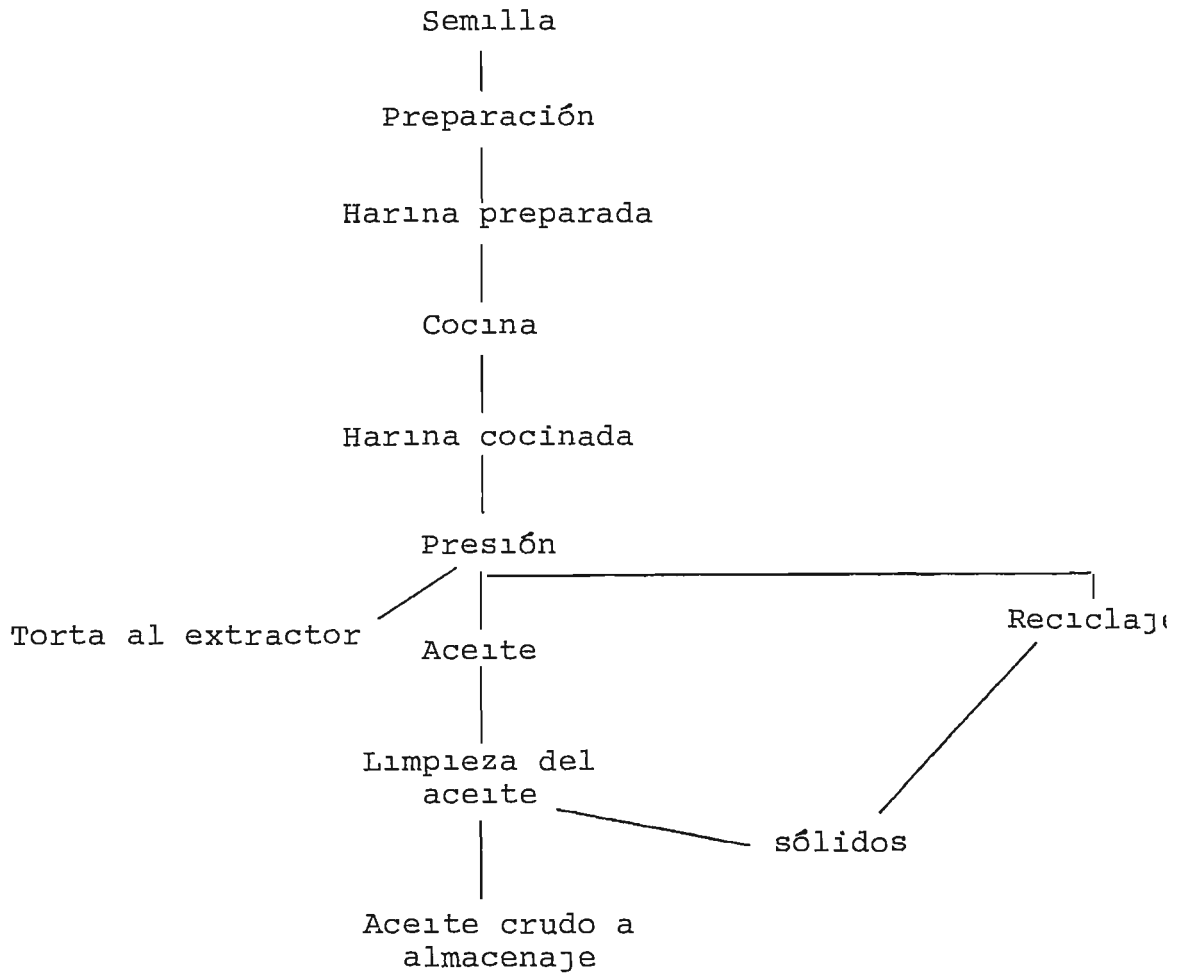 Semilla
Preparación
Harina preparada
Cocina
Harina cocinada
Presión
Torta al extractor
Aceite
Reciclaje
Limpieza del
aceite
sólidos
Aceite crudo a
almacenaje